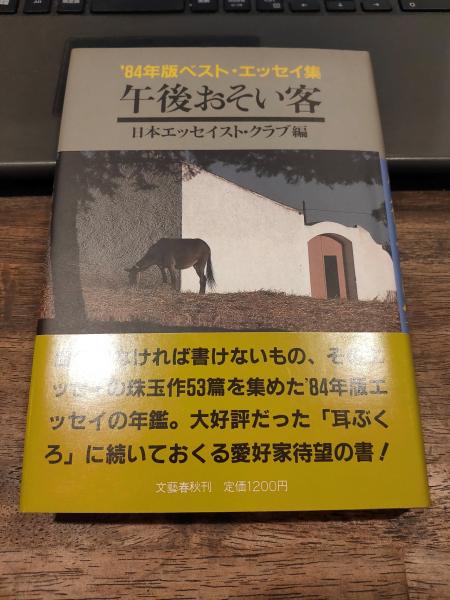 '84年版ベスト・エッセイ集
午後おそい客
日本エッセイスト・クラブ編
なければ書けないもの、その
ッセイの珠玉作53篇を集めた'84年版エ
ッセイの年鑑。大好評だった「耳ぶく
ろ」に続いておくる愛好家待望の書!
文藝春秋刊 定価1200円